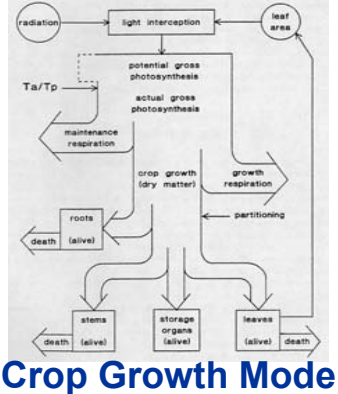 radiation
light interception
leaf
area
potential gross
photosynthesis
Ta/Tp
actual gross
photosynthesis
maintenance
respiration
crop growth
(dry matter)
growth
respiration
roots
(alive)
death
partitioning
stems
(alive)
death
storage
organs
(alive)
leaves
(alive)
death
Crop Growth Mode